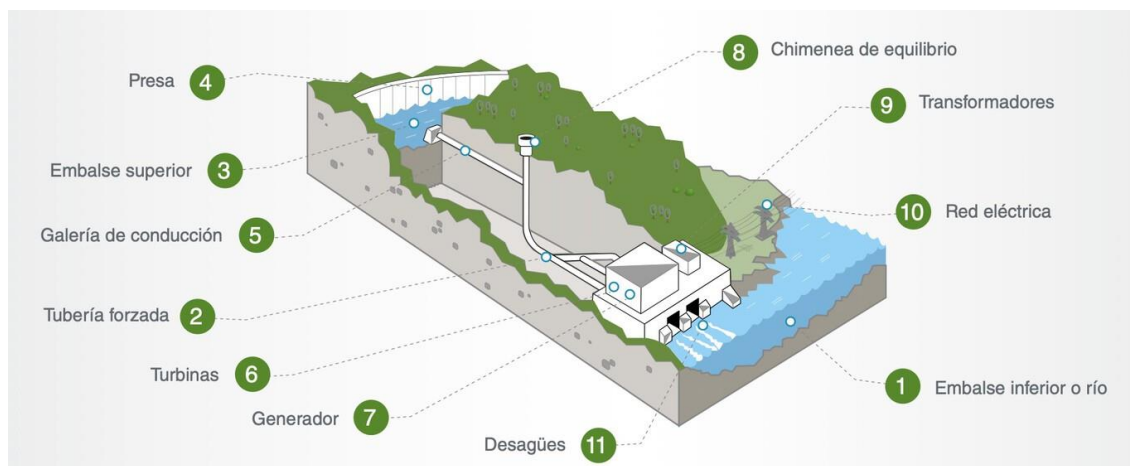 8 Chimenea de equilibrio
Presa 4
9 Transformadores
Embalse superior 3
10 Red eléctrica
Galería de conducción 5
Tubería forzada 2
Turbinas 6
1 Embalse inferior o río
Generador 7
Desagües 11